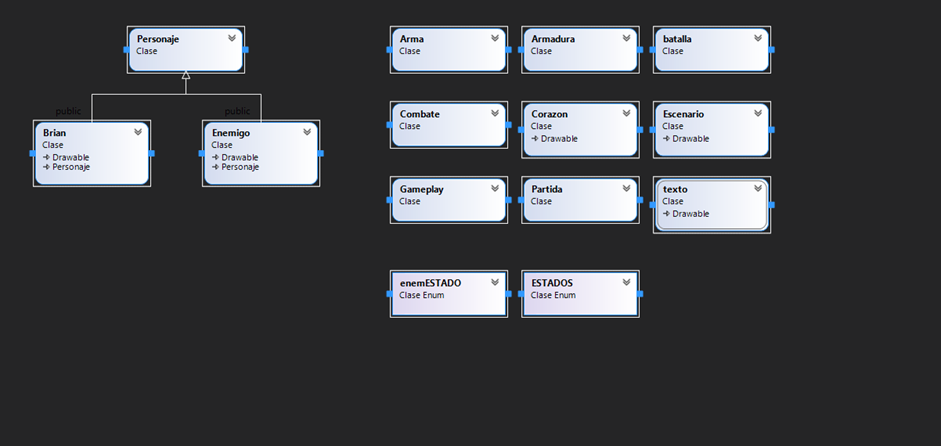 Personaje
Clase
public
public
Brian
Clase
Drawable
Personaje
Enemigo
Clase
Drawable
Personaje
Arma
Clase
Armadura
Clase
batalla
Clase
Combate
Clase
Corazon
Clase
Drawable
Escenario
Clase
Drawable
Gameplay
Clase
Partida
Clase
texto
Clase
Drawable
enemESTADO
Clase Enum
ESTADOS
Clase Enum